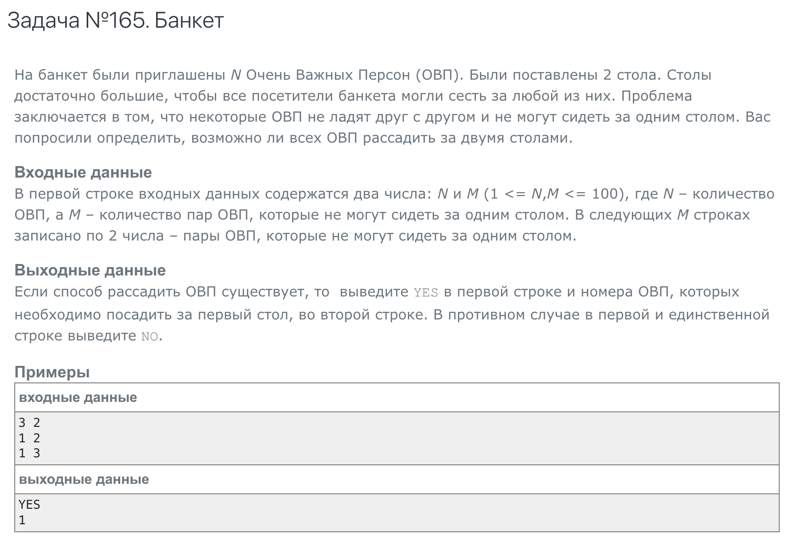 Задача №165. Банкет
На банкет были приглашены N Очень Важных Персон (ОВП). Были поставлены 2 стола. Столы
достаточно большие, чтобы все посетители банкета могли сесть за любой из них. Проблема
заключается в том, что некоторые ОВП не ладят друг с другом и не могут сидеть за одним столом. Вас
попросили определить, возможно ли всех ОВП рассадить за двумя столами.
Входные данные
В первой строке входных данных содержатся два числа: N и M (1 <= N,M <= 100), где N – количество
ОВП, а M – количество пар ОВП, которые не могут сидеть за одним столом. В следующих M строках
записано по 2 числа – пары ОВП, которые не могут сидеть за одним столом.
Выходные данные
Если способ рассадить ОВП существует, то выведите YES в первой строке и номера ОВП, которых
необходимо посадить за первый стол, во второй строке. В противном случае в первой и единственной
строке выведите NO.
Примеры
входные данные
3 2
1 2
1 3
выходные данные
YES
1